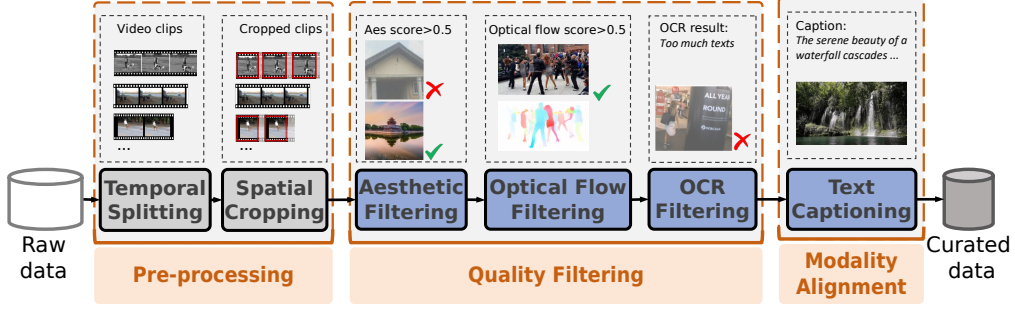 Video clips
...
Temporal
Splitting
Cropped clips
...
Spatial
Cropping
Aes score>0.5
Aesthetic
Filtering
Optical flow score>0.5
Optical Flow
Filtering
OCR result:
Too much texts
ALL YEAR
ROUND
OCR
Filtering
Caption:
The serene beauty of a
waterfall cascades ...
Text
Captioning
Raw
data
Curated
data
Pre-processing
Quality Filtering
Modality
Alignment